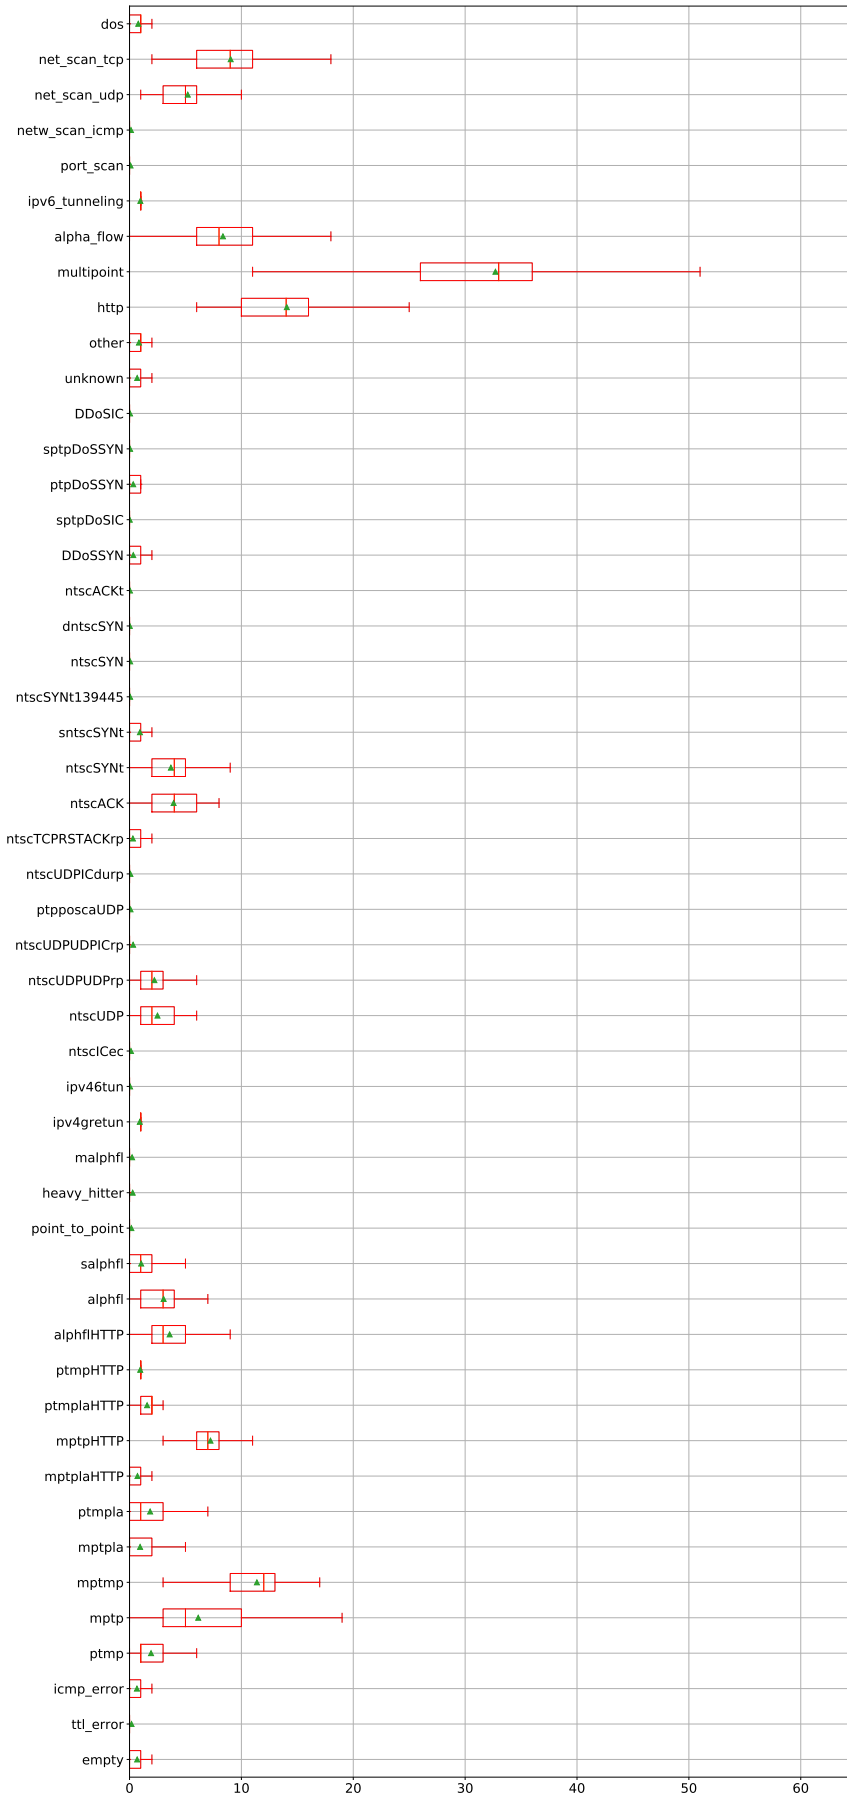 dos
net_scan_tcp
net_scan_udp
netw_scan_icmp
port_scan
ipv6_tunneling
alpha_flow
multipoint
http
other
unknown
DDoSIC
sptpDoSSYN
ptpDoSSYN
sptpDoSIC
DDoSSYN
ntscACKt
dntscSYN
ntscSYN
ntscSYNt139445
sntscSYNt
ntscSYNt
ntscACK
ntscTCPRSTACKrp
ntscUDPICdurp
ptpposcaUDP
ntscUDPUDPICrp
ntscUDPUDPrp
ntscUDP
ntscICec
ipv46tun
ipv4gretun
malphfl
heavy_hitter
point_to_point
salphfl
alphfl
alphflHTTP
ptmpHTTP
ptmplaHTTP
mptpHTTP
mptplaHTTP
ptmpla
mptpla
mptmp
mptp
ptmp
icmp_error
ttl_error
empty
0 10 20 30 40 50 60